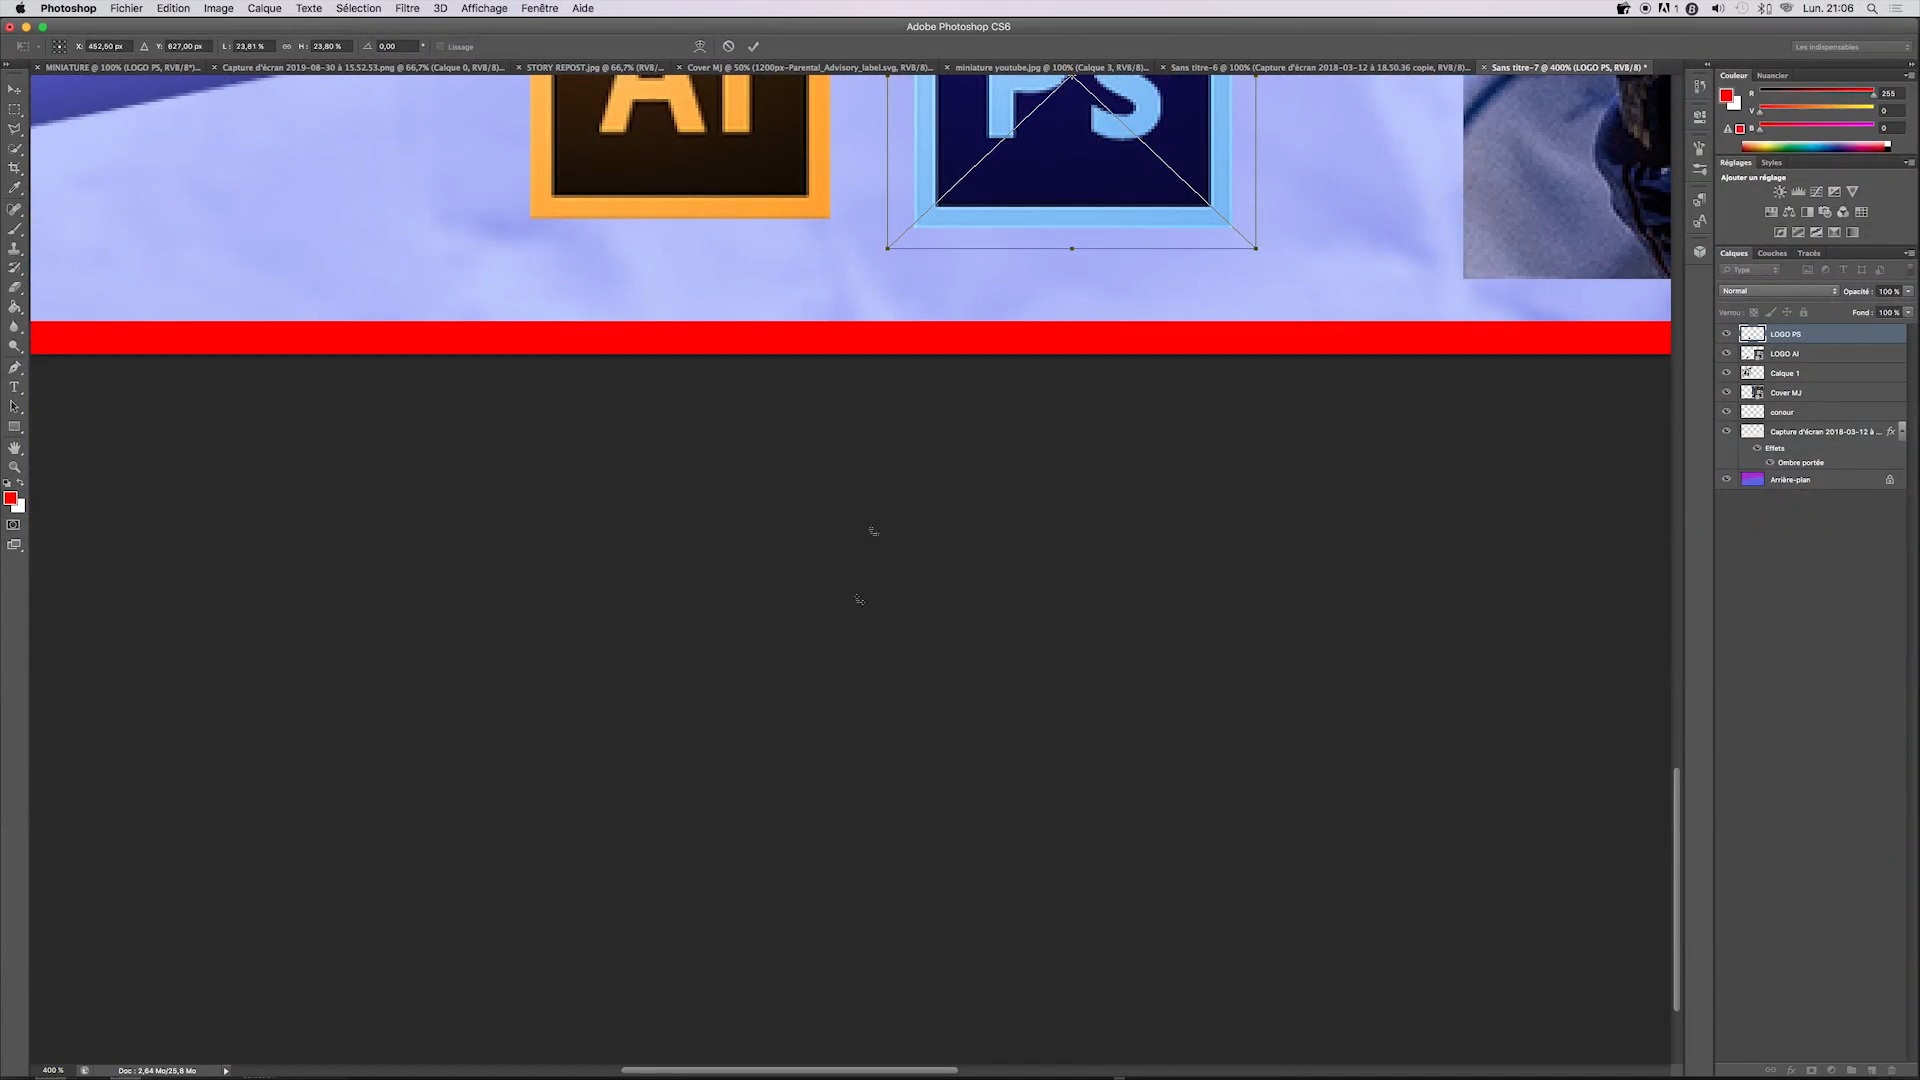 Photoshop Fichier Edition Image Calque Texte Sélection Filtre 3D Affichage Fenêtre Aide
1 Lun. 21:06
Adobe Photoshop CS6
X: 452,50 px Y: 627,00 px L: 23,81 % H: 23,80 % 0,00 ° Lissage
Les indispensables
MINIATURE @ 100% (LOGO PS, RVB/8*)...
Capture d'écran 2019-08-30 à 15.52.53.png @ 66,7% (Calque 0, RVB/8)...
STORY REPOST.jpg @ 66,7% (RVB/...
Cover MJ @ 50% (1200px-Parental_Advisory_label.svg, RVB/8)...
miniature youtube.jpg @ 100% (Calque 3, RVB/8)...
Sans titre-6 @ 100% (Capture d'écran 2018-03-12 à 18.50.36 copie, RVB/8)...
Sans titre-7 @ 400% (LOGO PS, RVB/8) *
Ai
Ps
Couleur Nuancier
R 255
V 0
B 0
Réglages Styles
Ajouter un réglage
Calques Couches Tracés
Type
Normal Opacité : 100 %
Verrou : Fond : 100 %
LOGO PS
LOGO AI
Calque 1
Cover MJ
conour
Capture d'écran 2018-03-12 à ... fx
Effets
Ombre portée
Arrière-plan
400 % Doc : 2,64 Mo/25,8 Mo